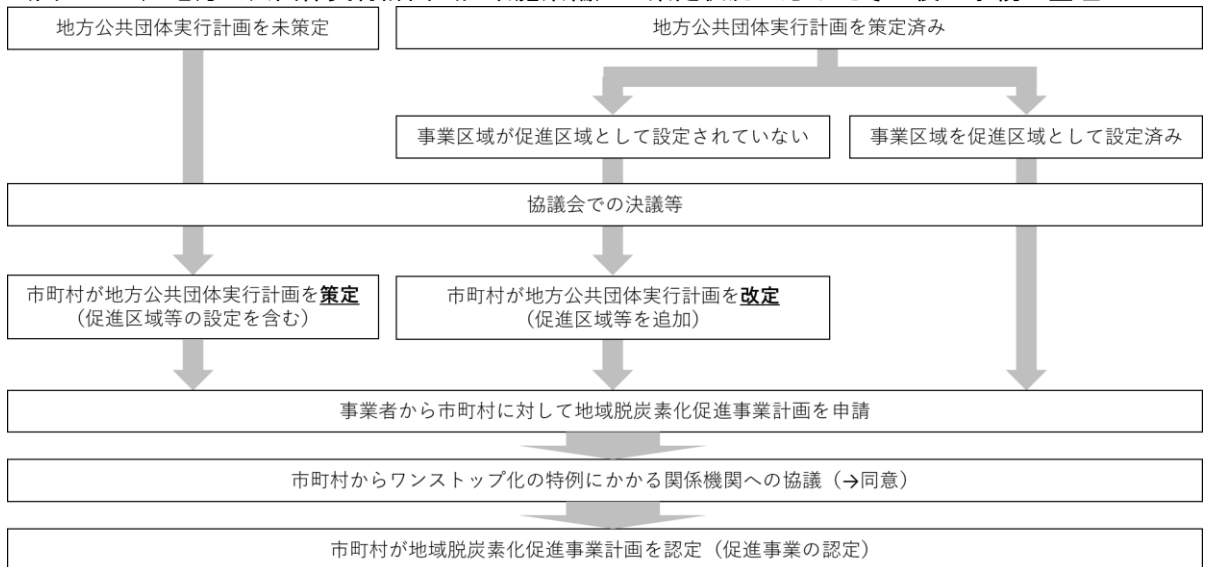 地方公共団体実行計画を未策定
地方公共団体実行計画を策定済み
事業区域が促進区域として設定されていない
事業区域を促進区域として設定済み
協議会での決議等
市町村が地方公共団体実行計画を策定
（促進区域等の設定を含む）
市町村が地方公共団体実行計画を改定
（促進区域等を追加）
事業者から市町村に対して地域脱炭素化促進事業計画を申請
市町村からワンストップ化の特例にかかる関係機関への協議（→同意）
市町村が地域脱炭素化促進事業計画を認定（促進事業の認定）